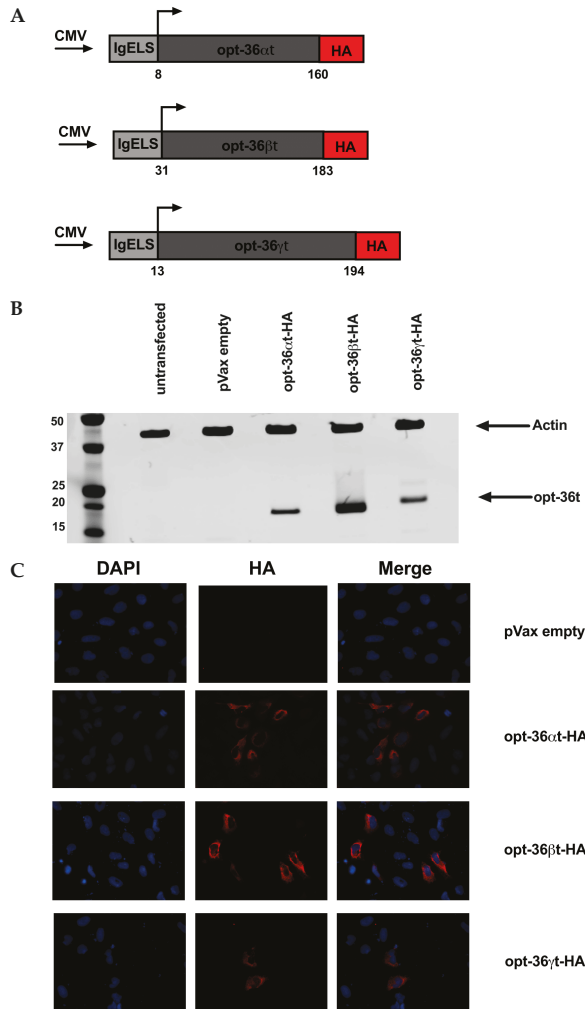 A
CMV
IgELS
opt-36αt
HA
8
160
CMV
IgELS
opt-36βt
HA
31
183
CMV
IgELS
opt-36γt
HA
13
194
B
untransfected
pVax empty
opt-36αt-HA
opt-36βt-HA
opt-36γt-HA
50
37
25
20
15
Actin
opt-36t
C
DAPI
HA
Merge
pVax empty
opt-36αt-HA
opt-36βt-HA
opt-36γt-HA